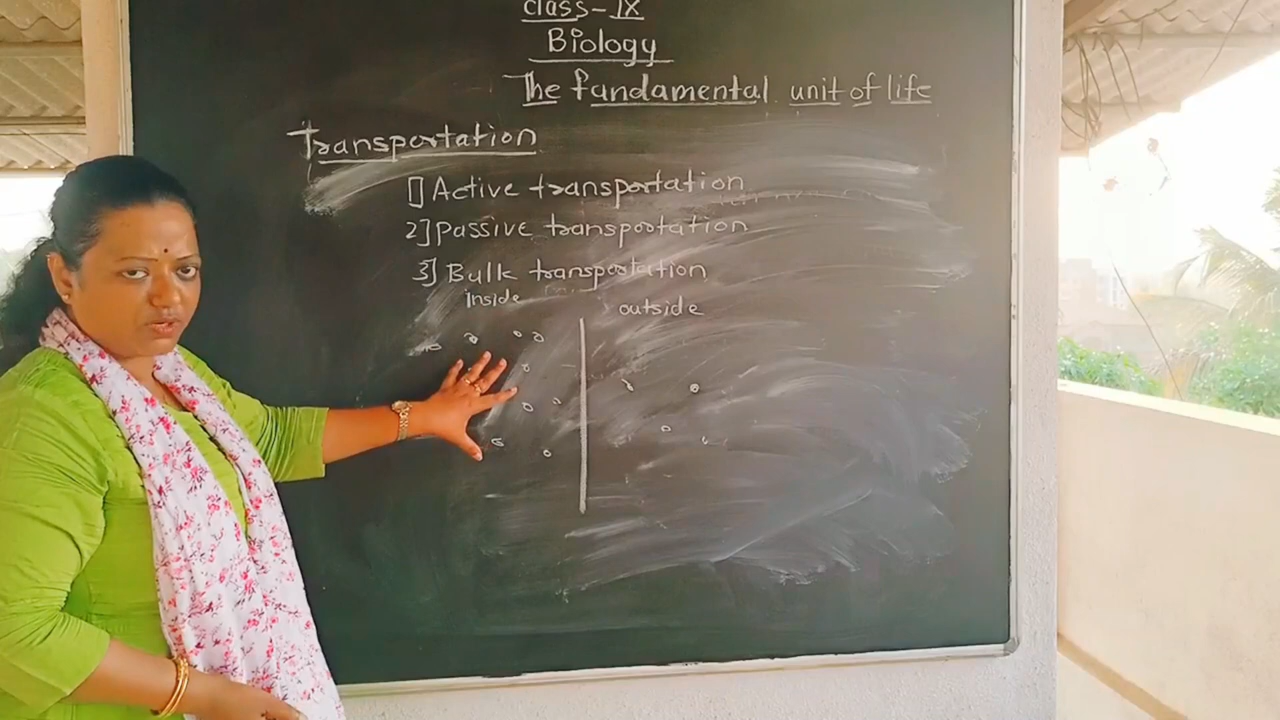 class-IX
Biology
The fundamental unit of life
Transportation
1] Active transportation
2] Passive transportation
3] Bulk transportation
inside
outside